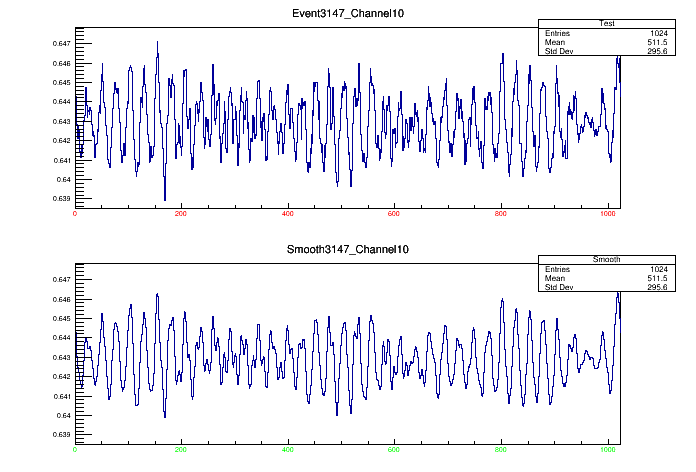 Event3147_Channel10
Test
Entries 1024
Mean 511.5
Std Dev 295.6
0.647
0.646
0.645
0.644
0.643
0.642
0.641
0.64
0.639
0 200 400 600 800 1000
Smooth3147_Channel10
Smooth
Entries 1024
Mean 511.5
Std Dev 295.6
0.647
0.646
0.645
0.644
0.643
0.642
0.641
0.64
0.639
0 200 400 600 800 1000